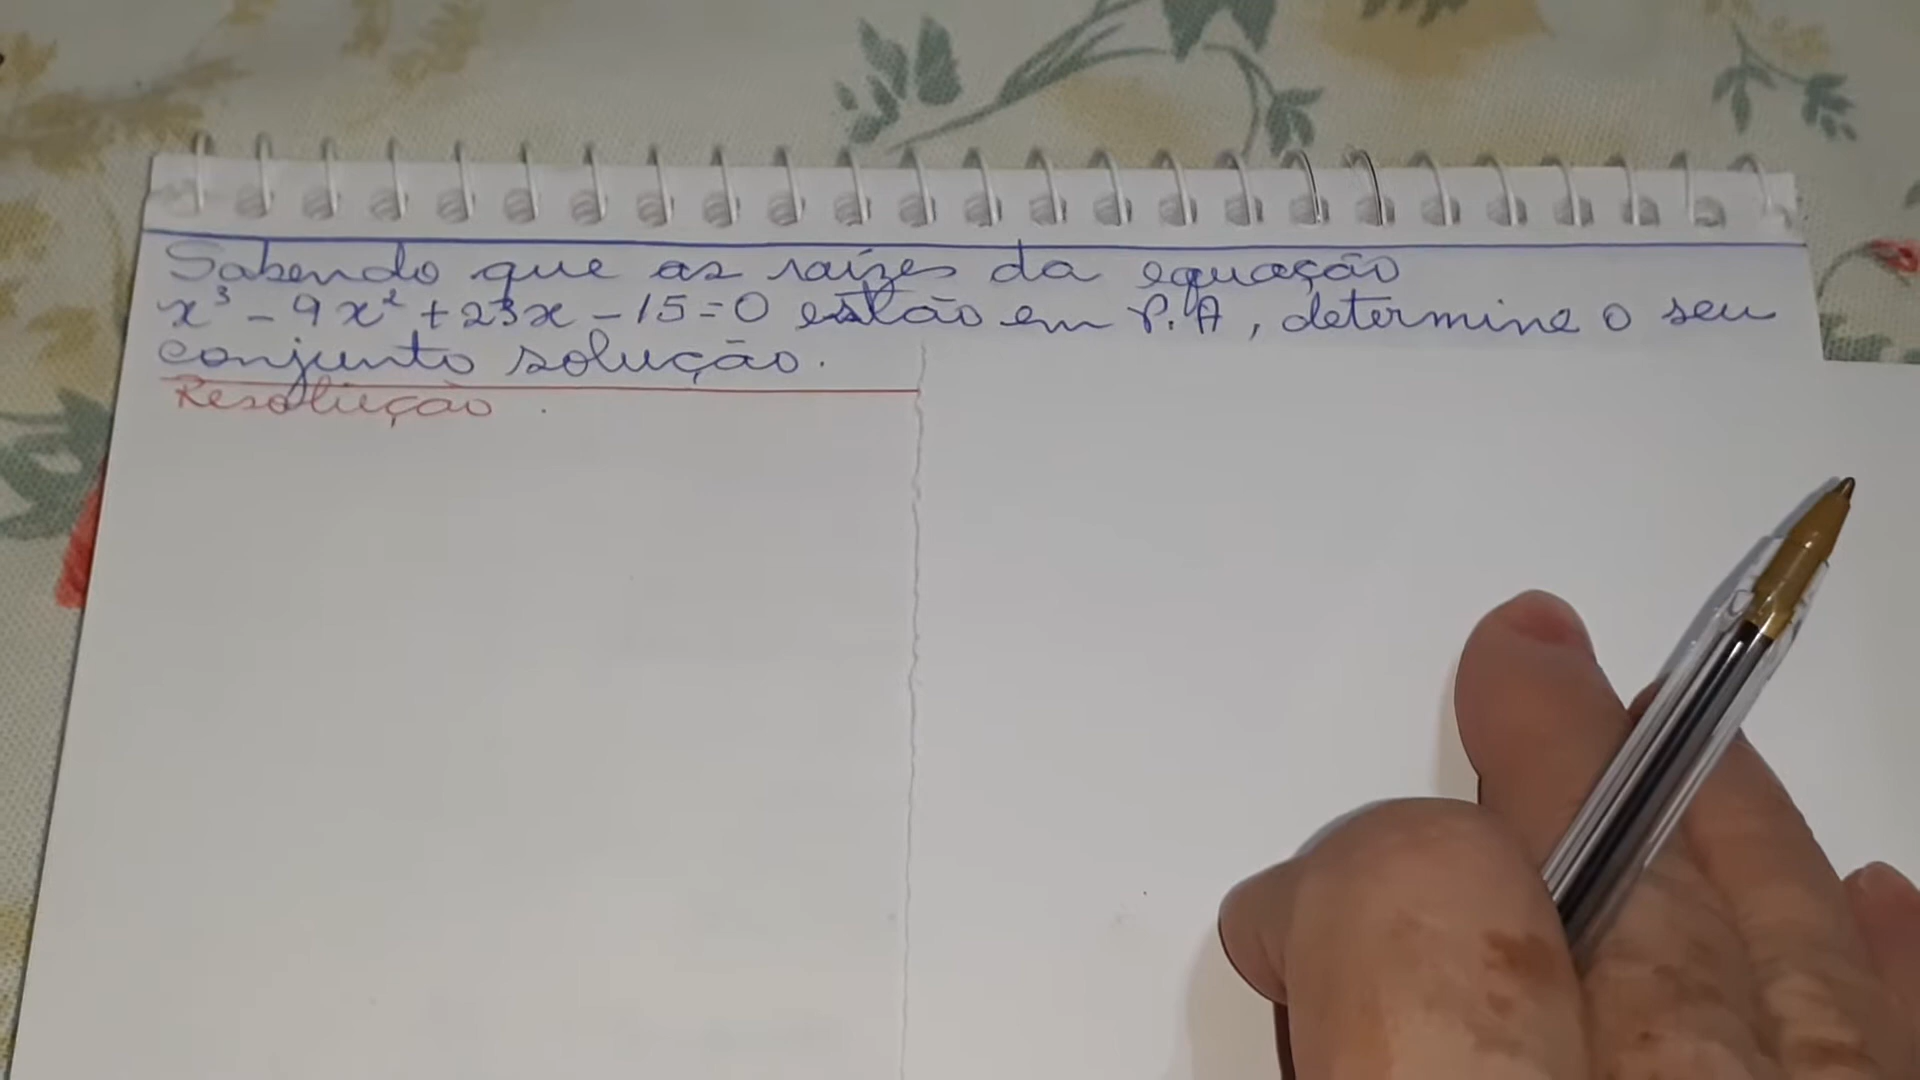 Sabendo que as raízes da equação
x³ - 9x² + 23x - 15 = 0 estão em P.A, determine o seu
conjunto solução.
Resolução.